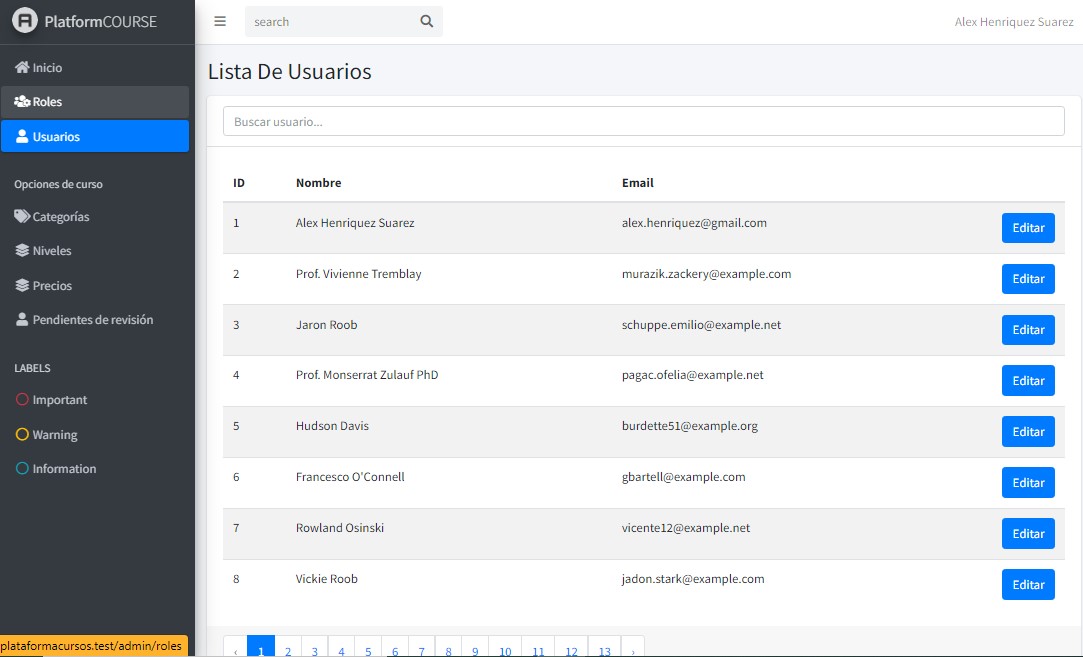 PlatformCOURSE
search
Alex Henriquez Suarez
Inicio
Roles
Usuarios
Opciones de curso
Categorías
Niveles
Precios
Pendientes de revisión
LABELS
Important
Warning
Information
plataformacursos.test/admin/roles
Lista De Usuarios
Buscar usuario...
ID Nombre Email
1 Alex Henriquez Suarez alex.henriquez@gmail.com Editar
2 Prof. Vivienne Tremblay murazik.zackery@example.com Editar
3 Jaron Roob schuppe.emilio@example.net Editar
4 Prof. Monserrat Zulauf PhD pagac.ofelia@example.net Editar
5 Hudson Davis burdette51@example.org Editar
6 Francesco O'Connell gbartell@example.com Editar
7 Rowland Osinski vicente12@example.net Editar
8 Vickie Roob jadon.stark@example.com Editar
‹ 1 2 3 4 5 6 7 8 9 10 11 12 13 ›